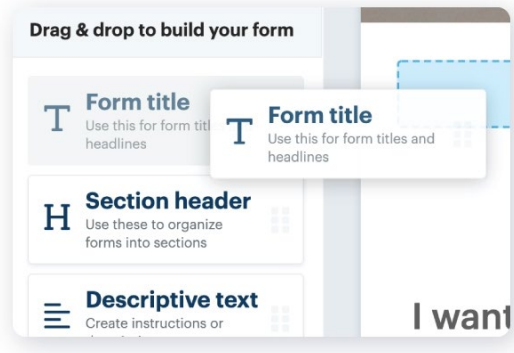 Drag & drop to build your form
T
Form title
Use this for form tit
headlines
T
Form title
Use this for form titles and
headlines
H
Section header
Use these to organize
forms into sections
Descriptive text
Create instructions or
I want